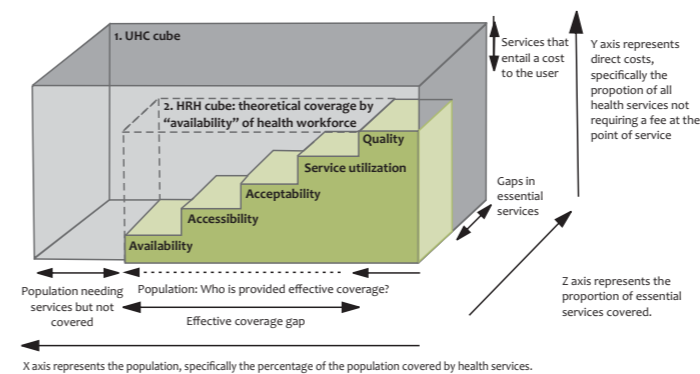 1. UHC cube
Services that
entail a cost
to the user
Y axis represents
direct costs,
specifically the
propotion of all
health services not
requiring a fee at the
point of service
2. HRH cube: theoretical coverage by
“availability” of health workforce
Quality
Service utilization
Acceptability
Accessibility
Availability
Gaps in
essential
services
Z axis represents the
proportion of essential
services covered.
Population needing
services but not
covered
Population: Who is provided effective coverage?
Effective coverage gap
X axis represents the population, specifically the percentage of the population covered by health services.